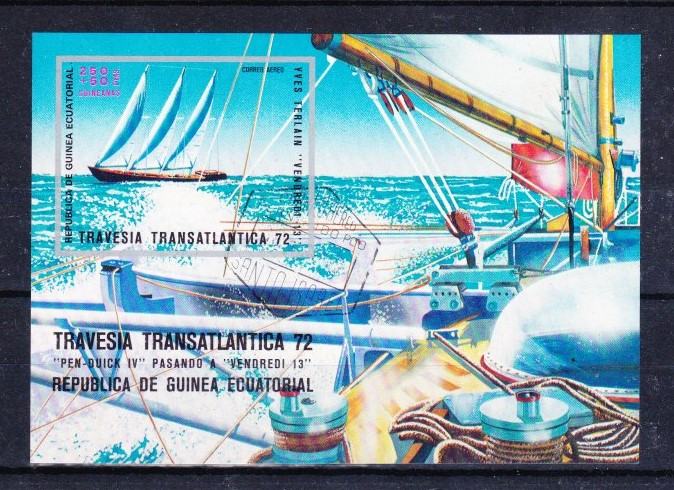 250
+50 PTAS
GUINEANAS
CORREO AEREO
REPUBLICA DE GUINEA ECUATORIAL
YVES TERLAIN "VENDREDI 13"
TRAVESIA TRANSATLANTICA 72
TRAVESIA TRANSATLANTICA 72
"PEN-DUICK IV" PASANDO A "VENDREDI 13"
REPUBLICA DE GUINEA ECUATORIAL